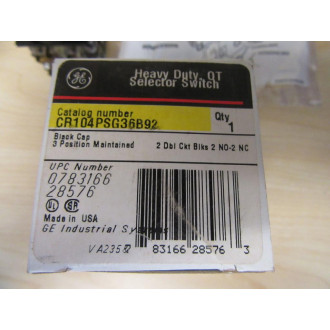 GE
Heavy Duty, OT
Selector Switch
Catalog number
CR104PSG36B92
Qty
1
Black Cap
3 Position Maintained
2 Dbl Ckt Blks 2 NO-2 NC
UPC Number
0783166
28576
UL
Made in USA
GE Industrial Systems
VA235
83166 28576 3